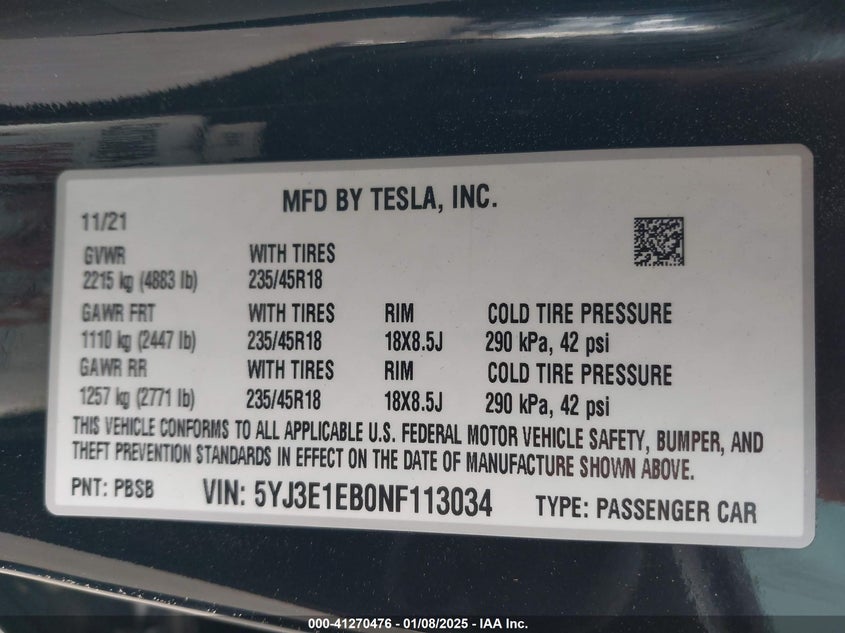 MFD BY TESLA, INC.
11/21
GVWR WITH TIRES
2215 kg (4883 lb) 235/45R18
GAWR FRT WITH TIRES RIM COLD TIRE PRESSURE
1110 kg (2447 lb) 235/45R18 18X8.5J 290 kPa, 42 psi
GAWR RR WITH TIRES RIM COLD TIRE PRESSURE
1257 kg (2771 lb) 235/45R18 18X8.5J 290 kPa, 42 psi
THIS VEHICLE CONFORMS TO ALL APPLICABLE U.S. FEDERAL MOTOR VEHICLE SAFETY, BUMPER, AND
THEFT PREVENTION STANDARDS IN EFFECT ON THE DATE OF MANUFACTURE SHOWN ABOVE.
PNT: PBSB VIN: 5YJ3E1EB0NF113034 TYPE: PASSENGER CAR
000-41270476 - 01/08/2025 - IAA Inc.